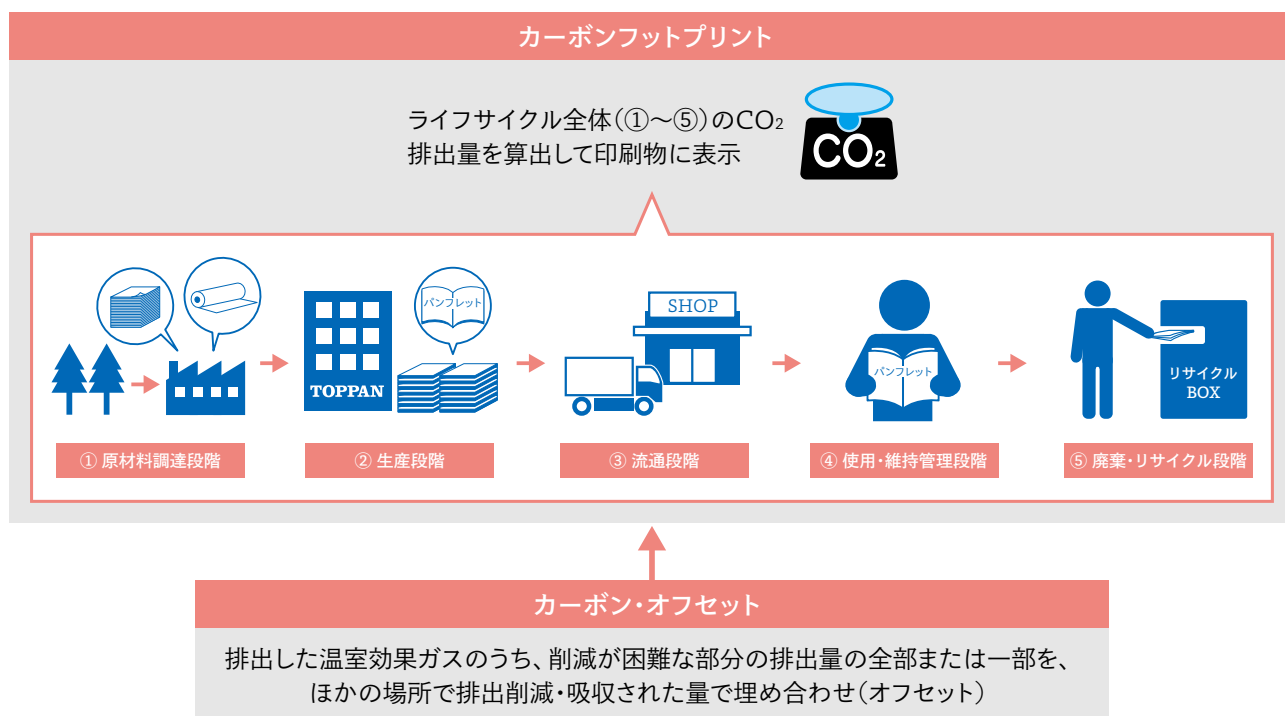 カーボンフットプリント
ライフサイクル全体(①〜⑤)のCO₂
排出量を算出して印刷物に表示
CO₂
パンフレット
TOPPAN
SHOP
パンフレット
リサイクル
BOX
① 原材料調達段階
② 生産段階
③ 流通段階
④ 使用・維持管理段階
⑤ 廃棄・リサイクル段階
カーボン・オフセット
排出した温室効果ガスのうち、削減が困難な部分の排出量の全部または一部を、
ほかの場所で排出削減・吸収された量で埋め合わせ(オフセット)